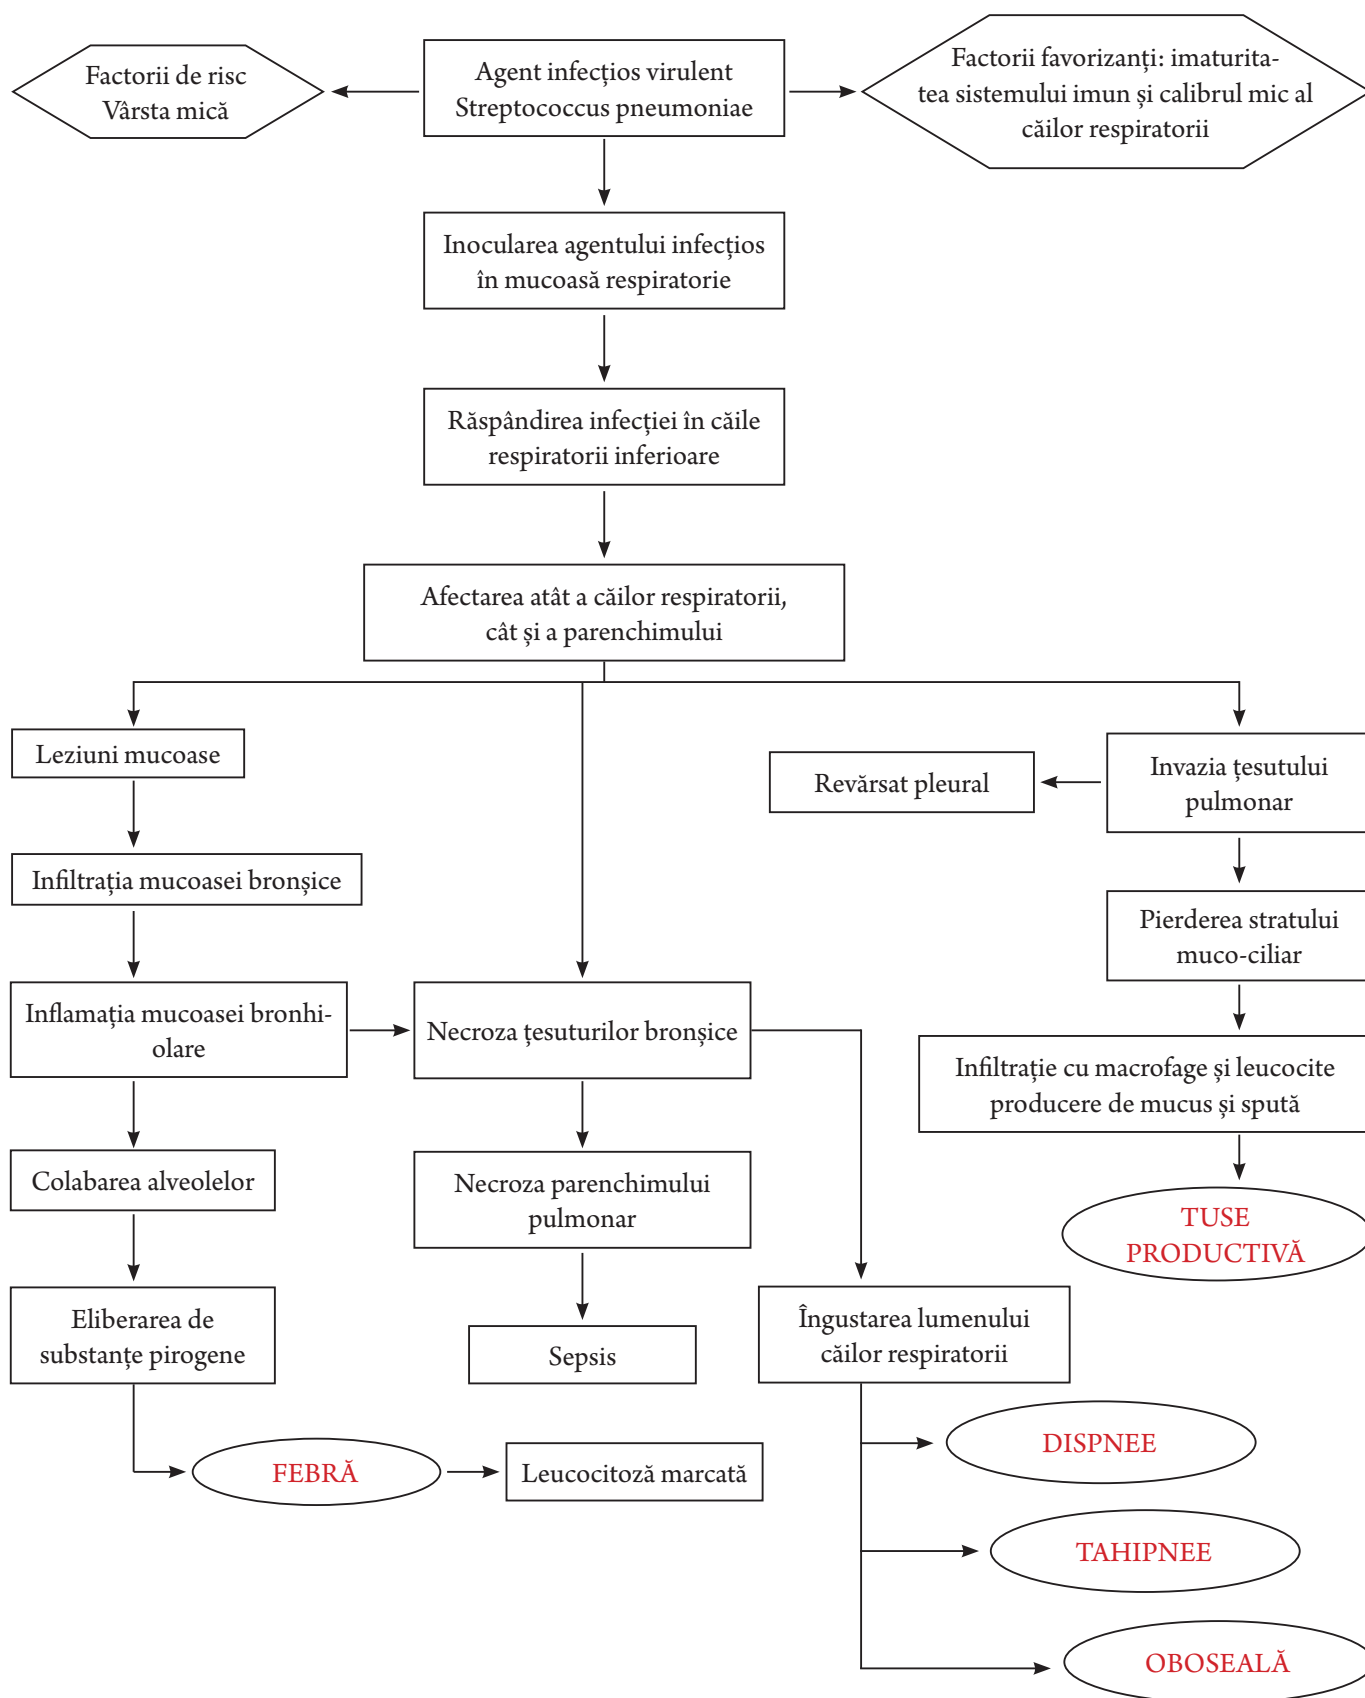 Factorii de risc
Vârsta mică
Agent infecțios virulent
Streptococcus pneumoniae
Factorii favorizanți: imaturita-
tea sistemului imun și calibrul mic al
căilor respiratorii
Inocularea agentului infecțios
în mucoasă respiratorie
Răspândirea infecției în căile
respiratorii inferioare
Afectarea atât a căilor respiratorii,
cât și a parenchimului
Leziuni mucoase
Revărsat pleural
Invazia țesutului
pulmonar
Infiltrația mucoasei bronșice
Pierderea stratului
muco-ciliar
Inflamația mucoasei bronhi-
olare
Necroza țesuturilor bronșice
Infiltrație cu macrofage și leucocite
producere de mucus și spută
Colabarea alveolelor
Necroza parenchimului
pulmonar
TUSE
PRODUCTIVĂ
Eliberarea de
substanțe pirogene
Sepsis
Îngustarea lumenului
căilor respiratorii
FEBRĂ
Leucocitoză marcată
DISPNEE
TAHIPNEE
OBOSEALĂ